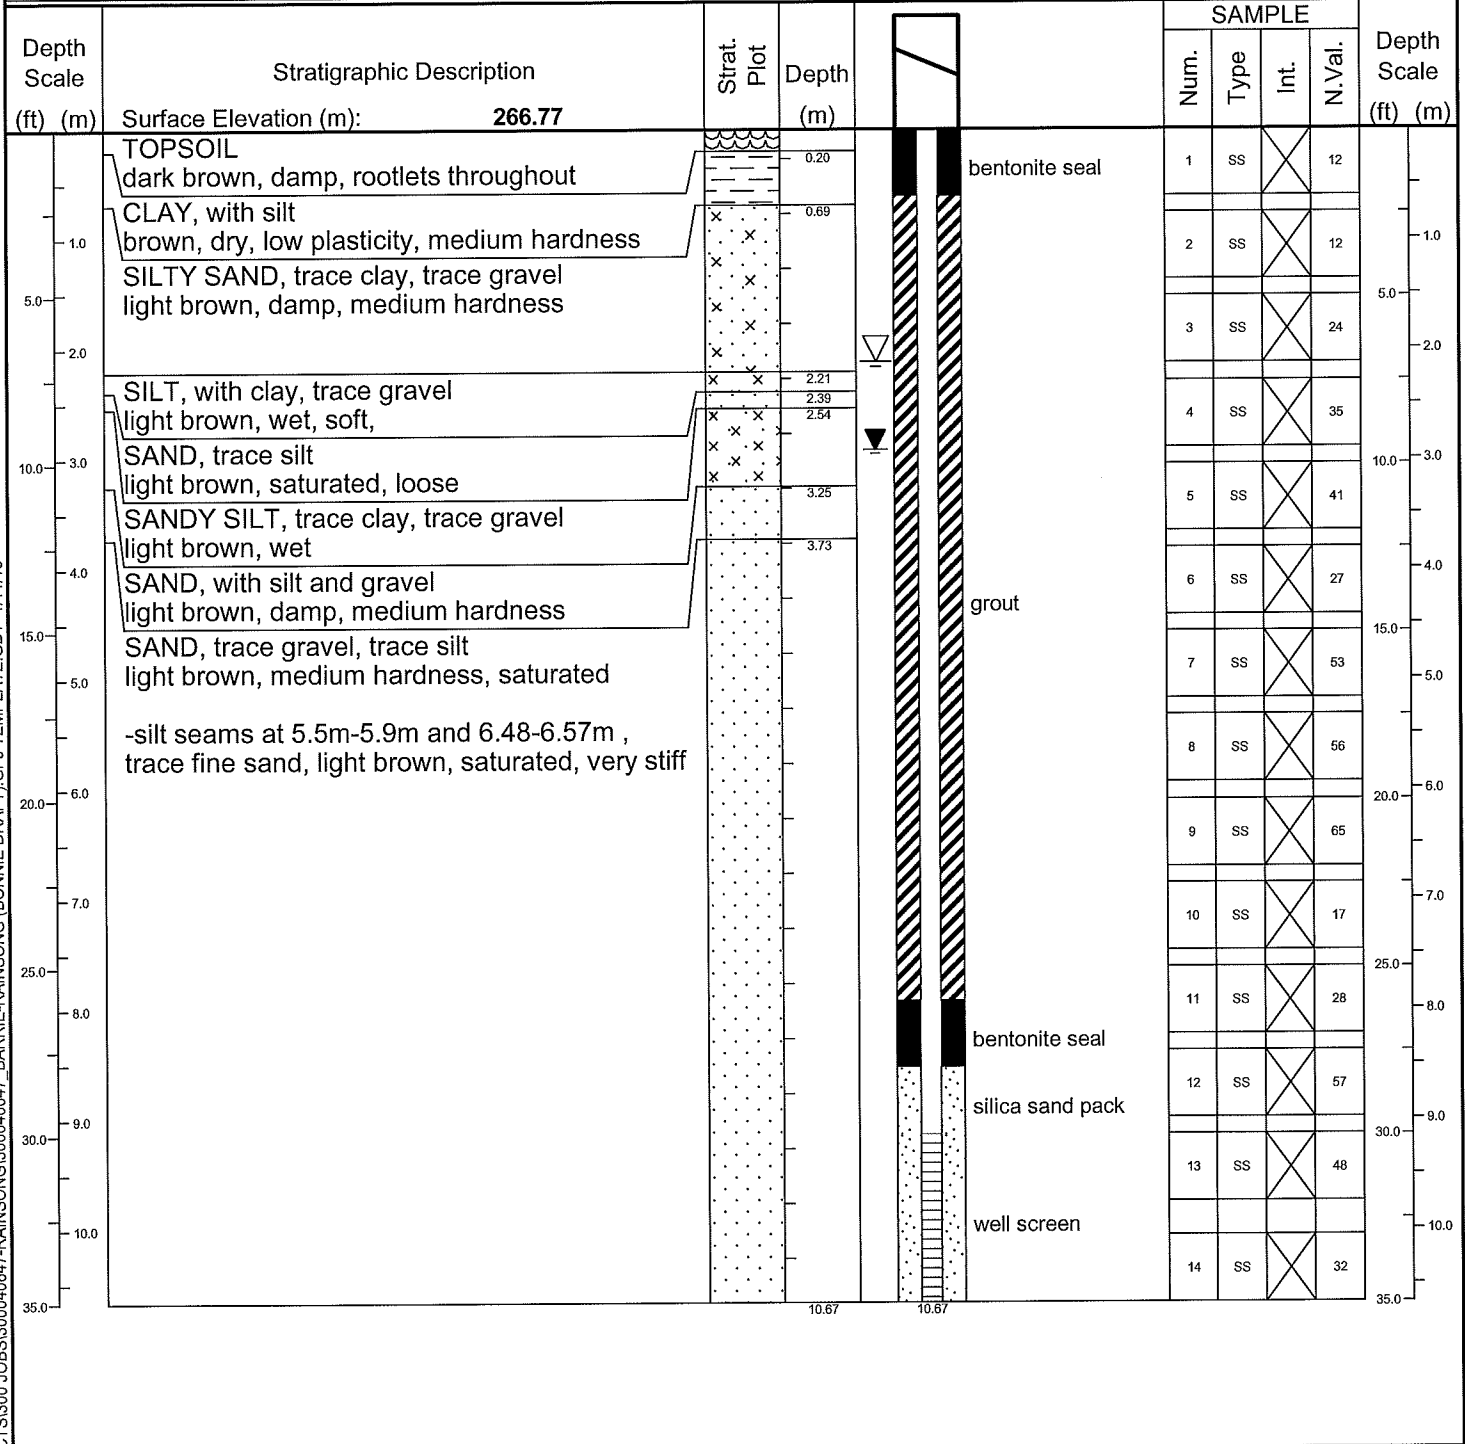 SAMPLE
Depth Scale
(ft) (m)
Stratigraphic Description
Surface Elevation (m): 266.77
Strat. Plot
Depth
(m)
Num.
Type
Int.
N.Val.
Depth Scale
(ft) (m)
TOPSOIL
dark brown, damp, rootlets throughout
CLAY, with silt
brown, dry, low plasticity, medium hardness
SILTY SAND, trace clay, trace gravel
light brown, damp, medium hardness
SILT, with clay, trace gravel
light brown, wet, soft,
SAND, trace silt
light brown, saturated, loose
SANDY SILT, trace clay, trace gravel
light brown, wet
SAND, with silt and gravel
light brown, damp, medium hardness
SAND, trace gravel, trace silt
light brown, medium hardness, saturated
-silt seams at 5.5m-5.9m and 6.48-6.57m ,
trace fine sand, light brown, saturated, very stiff
5.0
10.0
15.0
20.0
25.0
30.0
35.0
1.0
2.0
3.0
4.0
5.0
6.0
7.0
8.0
9.0
10.0
0.20
0.69
2.21
2.39
2.54
3.25
3.73
10.67
10.67
bentonite seal
grout
bentonite seal
silica sand pack
well screen
1 SS 12
2 SS 12
3 SS 24
4 SS 35
5 SS 41
6 SS 27
7 SS 53
8 SS 56
9 SS 65
10 SS 17
11 SS 28
12 SS 57
13 SS 48
14 SS 32
5.0
10.0
15.0
20.0
25.0
30.0
35.0
1.0
2.0
3.0
4.0
5.0
6.0
7.0
8.0
9.0
10.0